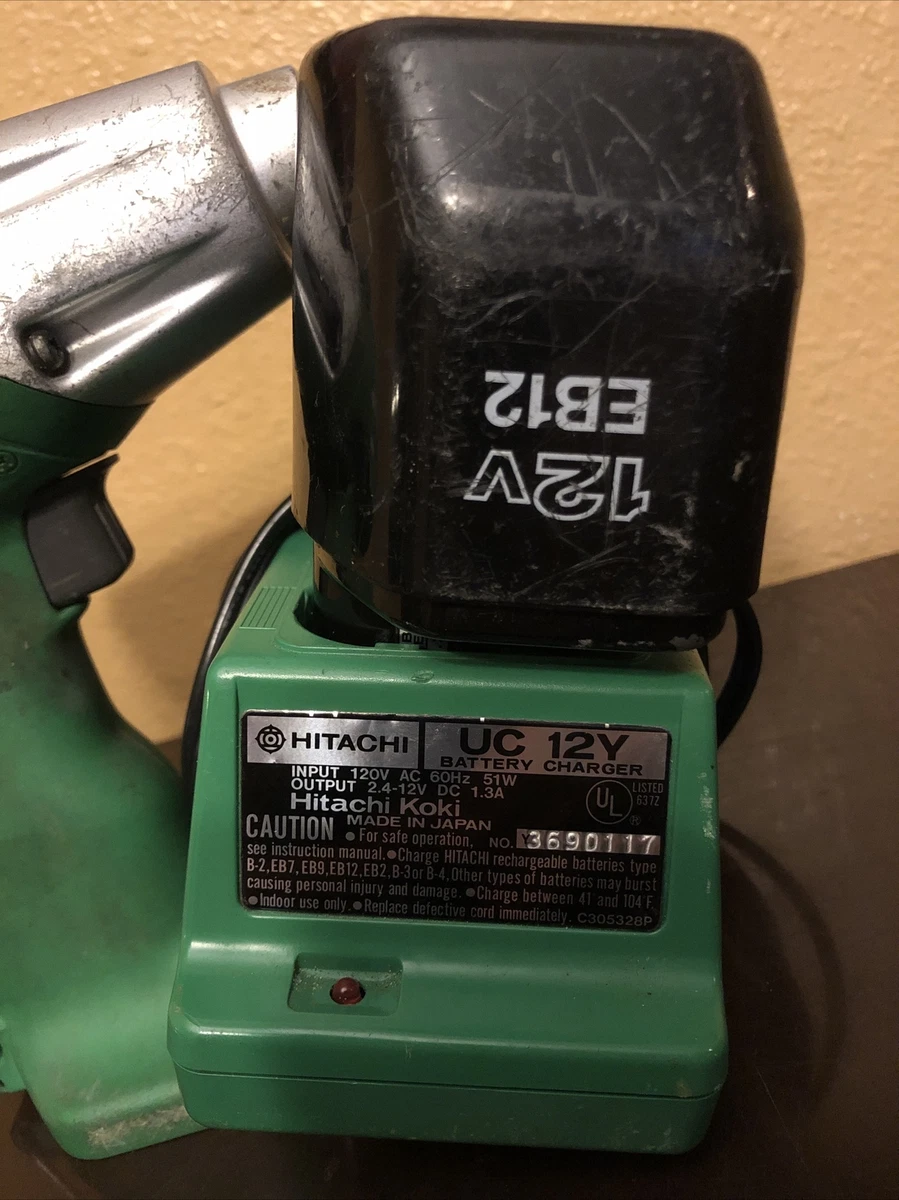 12V
EB12
HITACHI
UC 12Y
BATTERY CHARGER
INPUT 120V AC 60Hz 51W
OUTPUT 2.4-12V DC 1.3A
Hitachi Koki
MADE IN JAPAN
UL
LISTED
637Z
®
CAUTION ●For safe operation, NO. Y3690117
see instruction manual.●Charge HITACHI rechargeable batteries type
B-2,EB7,EB9,EB12,EB2,B-3 or B-4,Other types of batteries may burst
causing personal injury and damage. ●Charge between 41 and 104 F.
●Indoor use only.●Replace defective cord immediately. C305328P